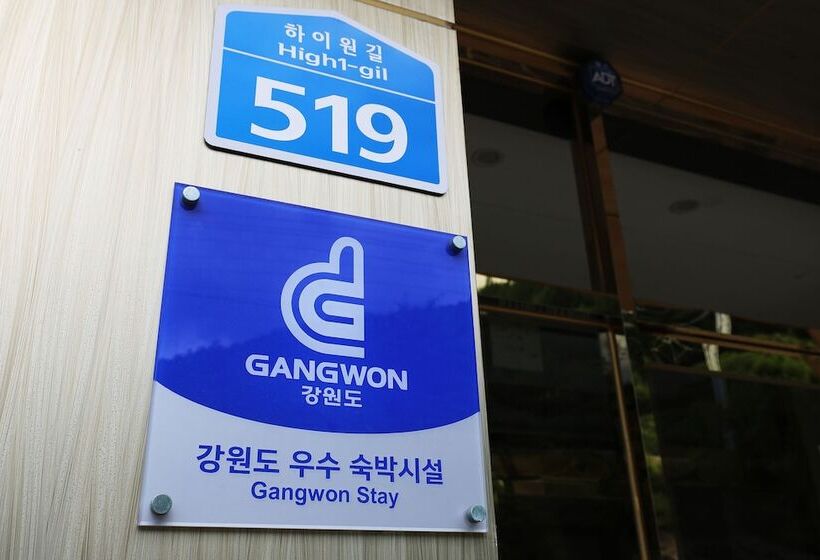 하이원길
High1-gil
519
ADT
GANGWON
강원도
강원도 우수 숙박시설
Gangwon Stay